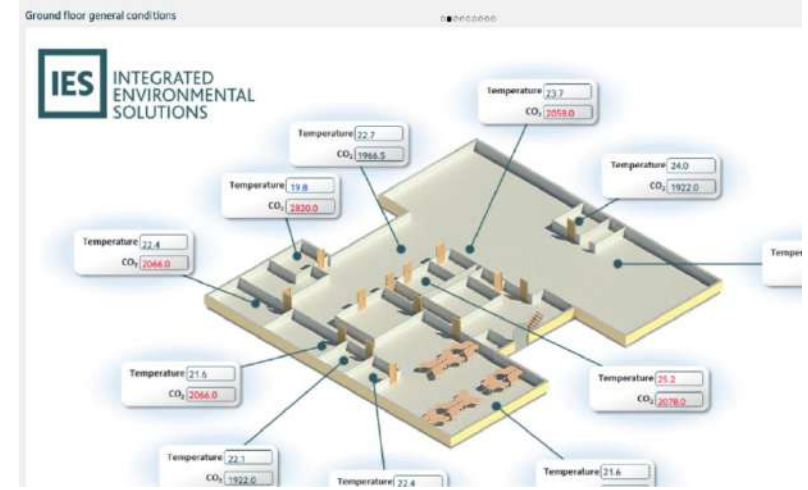 Ground floor general conditions
IES
INTEGRATED
ENVIRONMENTAL
SOLUTIONS
Temperature 23.7
CO₂ 2058.0
Temperature 22.7
CO₂ 1966.5
Temperature 24.0
CO₂ 1922.0
Temperature 19.8
CO₂ 2820.0
Temperature 22.4
CO₂ 2066.0
Temper
Temperature 21.6
CO₂ 2066.0
Temperature 25.2
CO₂ 2078.0
Temperature 22.1
CO₂ 1922.0
Temperature 22.4
Temperature 21.6